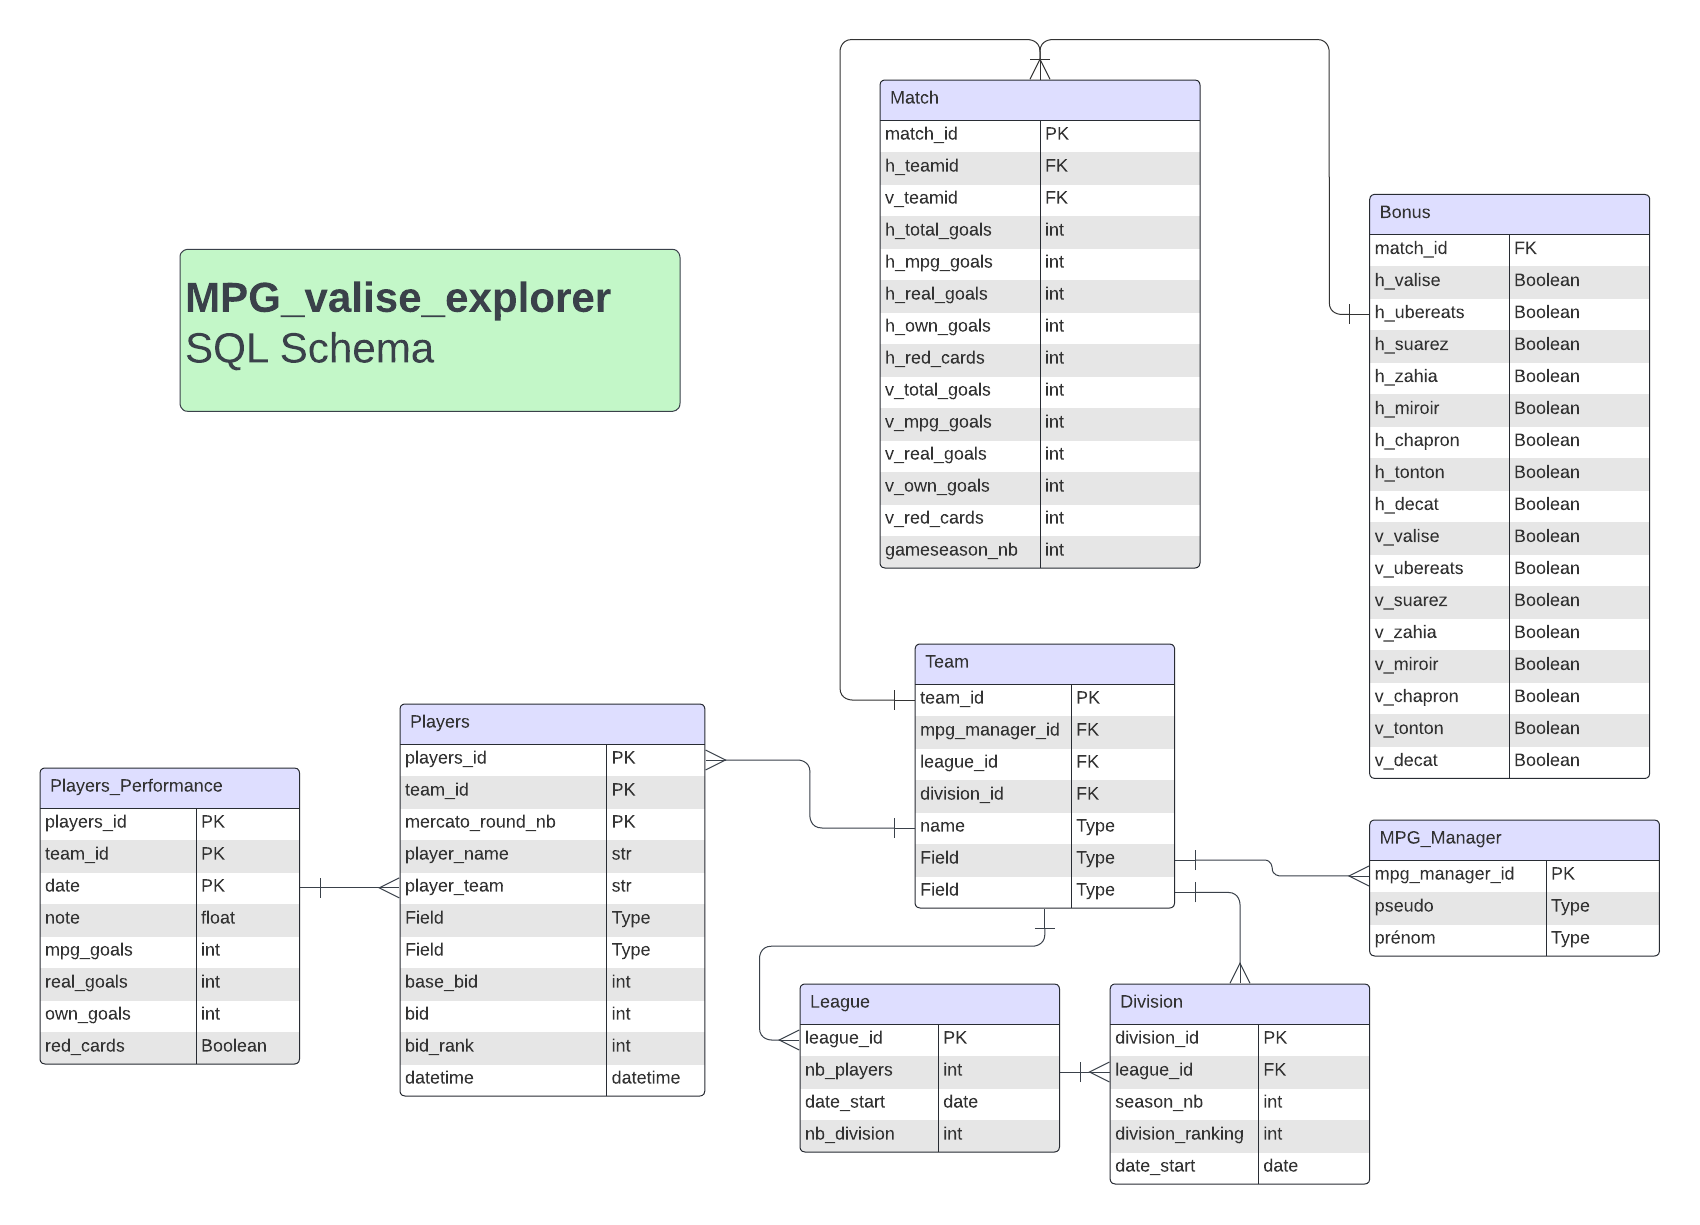 MPG_valise_explorer
SQL Schema
Match
match_id PK
h_teamid FK
v_teamid FK
h_total_goals int
h_mpg_goals int
h_real_goals int
h_own_goals int
h_red_cards int
v_total_goals int
v_mpg_goals int
v_real_goals int
v_own_goals int
v_red_cards int
gameseason_nb int
Bonus
match_id FK
h_valise Boolean
h_ubereats Boolean
h_suarez Boolean
h_zahia Boolean
h_miroir Boolean
h_chapron Boolean
h_tonton Boolean
h_decat Boolean
v_valise Boolean
v_ubereats Boolean
v_suarez Boolean
v_zahia Boolean
v_miroir Boolean
v_chapron Boolean
v_tonton Boolean
v_decat Boolean
Players_Performance
players_id PK
team_id PK
date PK
note float
mpg_goals int
real_goals int
own_goals int
red_cards Boolean
Players
players_id PK
team_id PK
mercato_round_nb PK
player_name str
player_team str
Field Type
Field Type
base_bid int
bid int
bid_rank int
datetime datetime
Team
team_id PK
mpg_manager_id FK
league_id FK
division_id FK
name Type
Field Type
Field Type
MPG_Manager
mpg_manager_id PK
pseudo Type
prénom Type
League
league_id PK
nb_players int
date_start date
nb_division int
Division
division_id PK
league_id FK
season_nb int
division_ranking int
date_start date